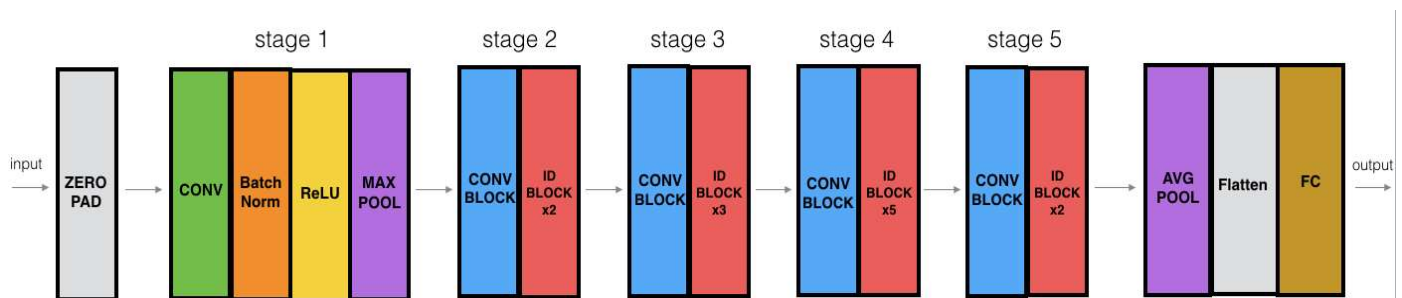 stage 1
stage 2
stage 3
stage 4
stage 5
input
ZERO
PAD
CONV
Batch
Norm
ReLU
MAX
POOL
CONV
BLOCK
ID
BLOCK
x2
CONV
BLOCK
ID
BLOCK
x3
CONV
BLOCK
ID
BLOCK
x5
CONV
BLOCK
ID
BLOCK
x2
AVG
POOL
Flatten
FC
output